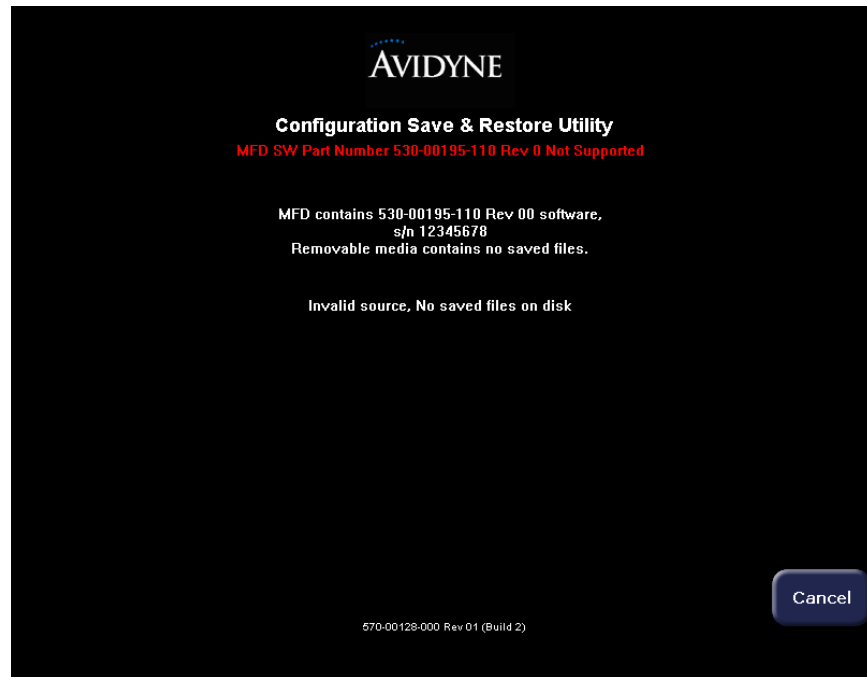 AVIDYNE
Configuration Save & Restore Utility
MFD SW Part Number 530-00195-110 Rev 0 Not Supported
MFD contains 530-00195-110 Rev 00 software,
s/n 12345678
Removable media contains no saved files.
Invalid source, No saved files on disk
Cancel
570-00128-000 Rev 01 (Build 2)